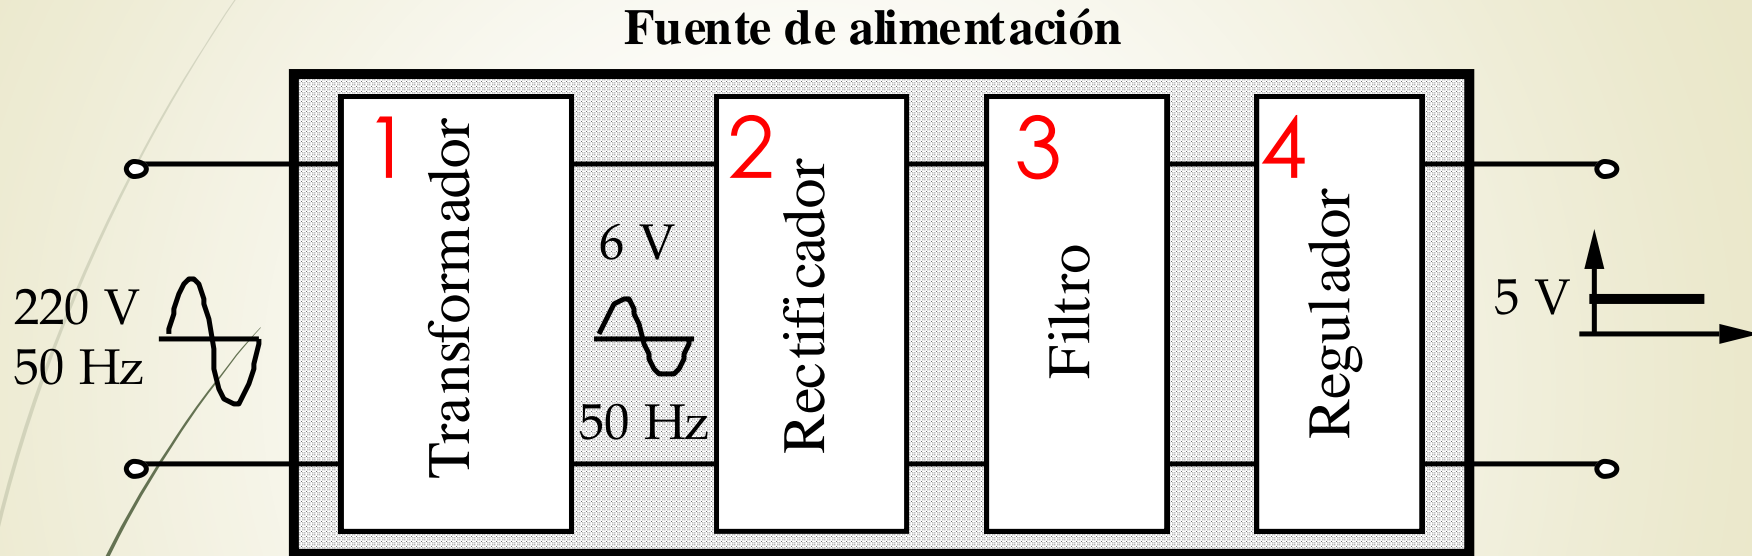 Fuente de alimentación
1
Transformador
2
Rectificador
3
Filtro
4
Regulador
220 V
50 Hz
6 V
50 Hz
5 V